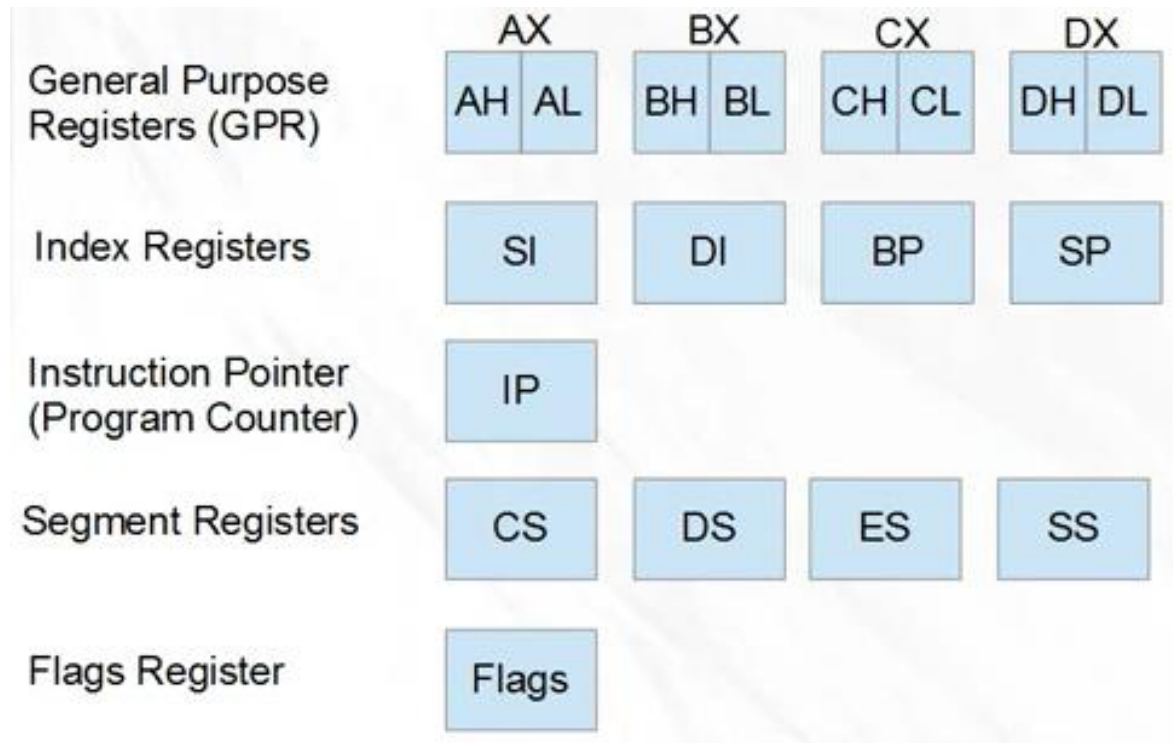 AX BX CX DX
General Purpose
Registers (GPR)
AH AL BH BL CH CL DH DL
Index Registers SI DI BP SP
Instruction Pointer
(Program Counter)
IP
Segment Registers CS DS ES SS
Flags Register Flags